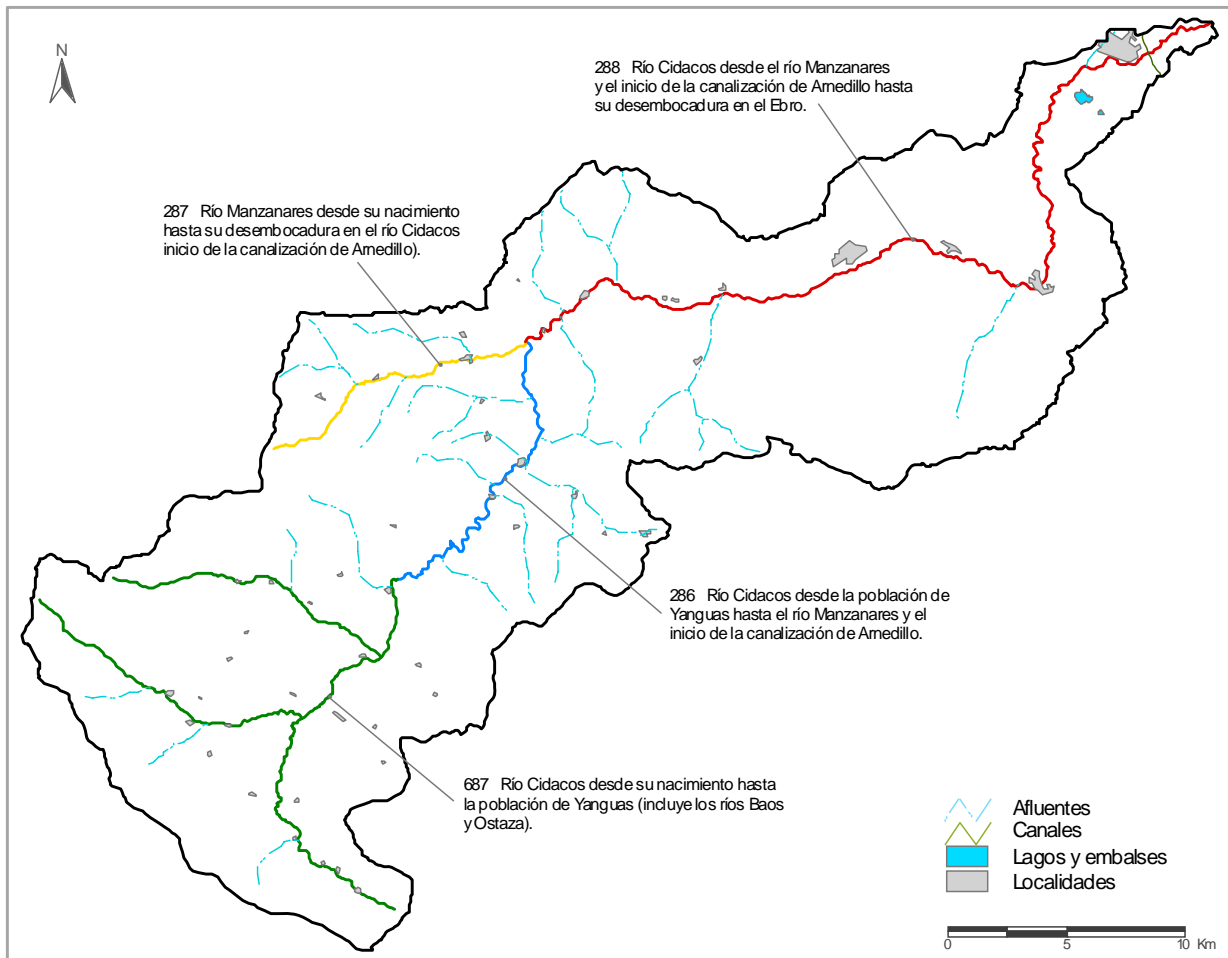 N
288 Río Cidacos desde el río Manzanares
y el inicio de la canalización de Arnedillo hasta
su desembocadura en el Ebro.
287 Río Manzanares desde su nacimiento
hasta su desembocadura en el río Cidacos
inicio de la canalización de Arnedillo).
286 Río Cidacos desde la población de
Yanguas hasta el río Manzanares y el
inicio de la canalización de Arnedillo.
687 Río Cidacos desde su nacimiento hasta
la población de Yanguas (incluye los ríos Baos
y Ostaza).
Afluentes
Canales
Lagos y embalses
Localidades
0 5 10 Km